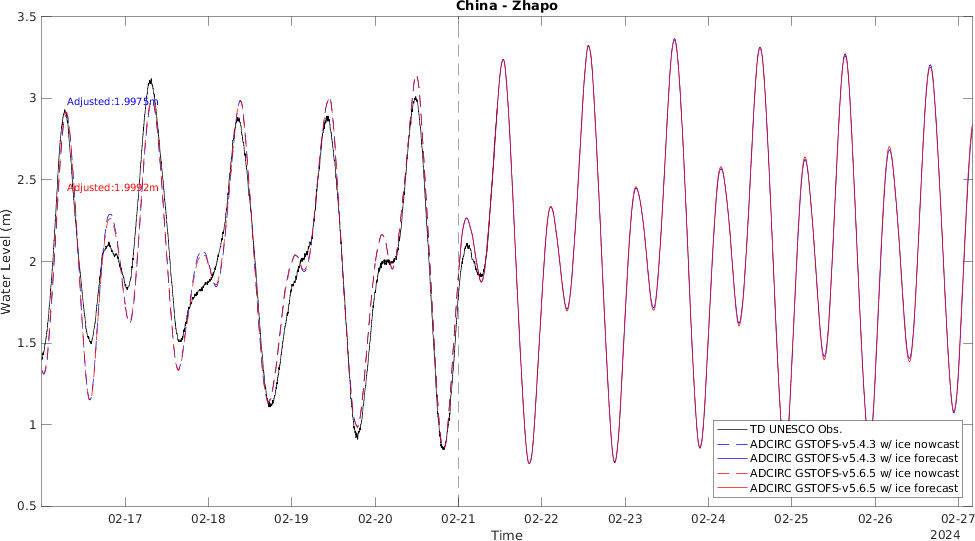 China - Zhapo
3.5
3
2.5
2
1.5
1
0.5
Water Level (m)
Adjusted:1.9975m
Adjusted:1.9992m
TD UNESCO Obs.
ADCIRC GSTOFS-v5.4.3 w/ ice nowcast
ADCIRC GSTOFS-v5.4.3 w/ ice forecast
ADCIRC GSTOFS-v5.6.5 w/ ice nowcast
ADCIRC GSTOFS-v5.6.5 w/ ice forecast
02-17 02-18 02-19 02-20 02-21 02-22 02-23 02-24 02-25 02-26 02-27
Time
2024